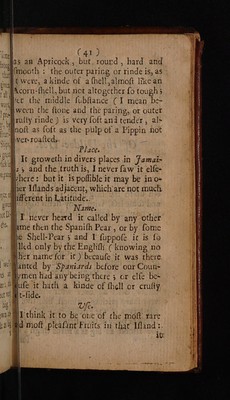 (41)
as an Apricock, but round, hard and
smooth: the outer paring or rinde is, as
it were, a kinde of a shell, almost like an
Acorn-shell, but not altogether so tough;
yet the middle substance (I mean be-
tween the stone and the paring, or outer
crusty rinde) is very soft and tender, al-
most as soft as the pulp of a Pippin not
over-roasted.
Place.
It groweth in divers places in Jamai-
ca, and the truth is, I never saw it else-
where: but it is possible it may be in o-
ther Islands adjacent, which are not much
different in Latitude.
Name.
I never heard it call'd by any other
name then the Spanish Pear, or by some
the Shell-Pear; and I suppose it is so
called only by the English (knowing no
other name for it) because it was there
planted by Spaniards before our Coun-
trymen had any being there; or else be-
cause it hath a kinde of shell or crusty
out-side.
Use.
I think it to be one of the most rare
and most pleasant Fruits in that Island:
it